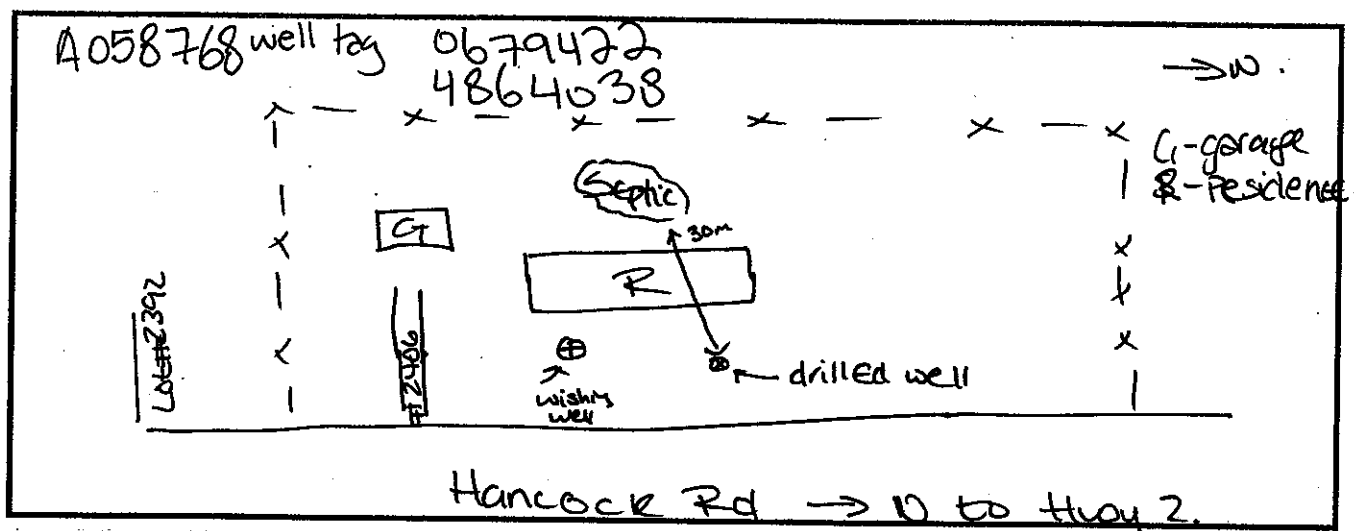 A058768 well tag 0679422
4864038
→ N.
G-garage
R-residence
Septic
30m
G
R
Lot#2392
#2406
wishing
well
drilled well
Hancock Rd → N to Hwy 2.